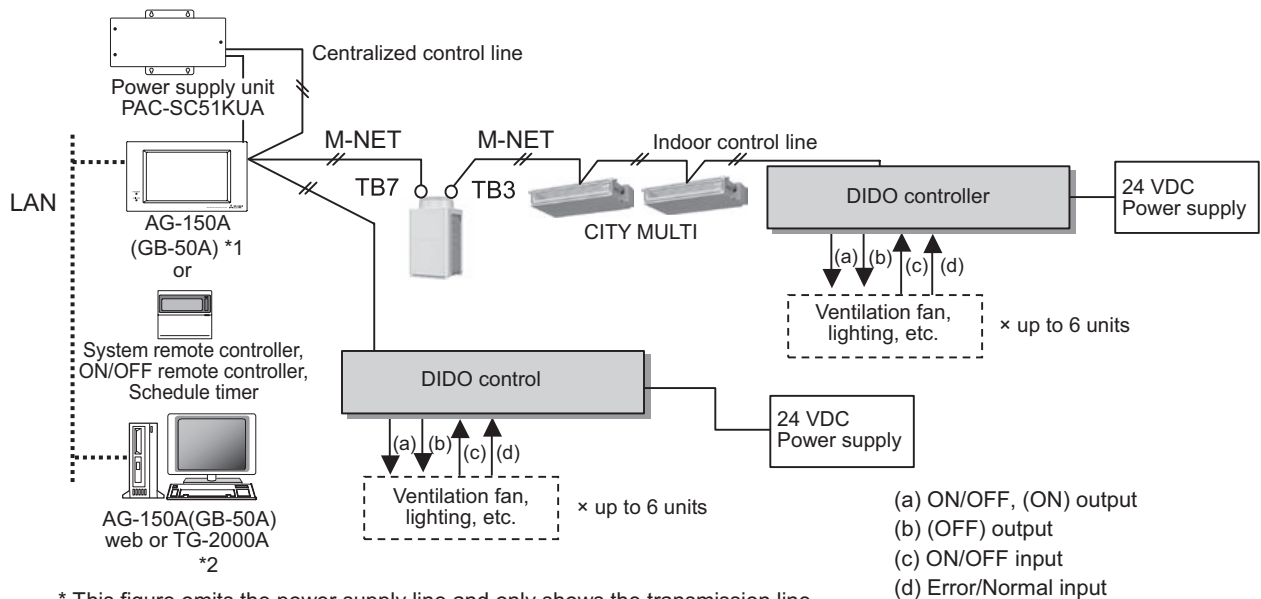 Centralized control line
Power supply unit
PAC-SC51KUA
M-NET
M-NET
Indoor control line
LAN
TB7
TB3
DIDO controller
24 VDC
Power supply
AG-150A
(GB-50A) *1
or
CITY MULTI
(a)
(b)
(c)
(d)
Ventilation fan,
lighting, etc.
× up to 6 units
System remote controller,
ON/OFF remote controller,
Schedule timer
DIDO control
24 VDC
Power supply
(a)
(b)
(c)
(d)
Ventilation fan,
lighting, etc.
× up to 6 units
AG-150A(GB-50A)
web or TG-2000A
*2
(a) ON/OFF, (ON) output
(b) (OFF) output
(c) ON/OFF input
(d) Error/Normal input
* This figure omits the power supply line and only shows the transmission line